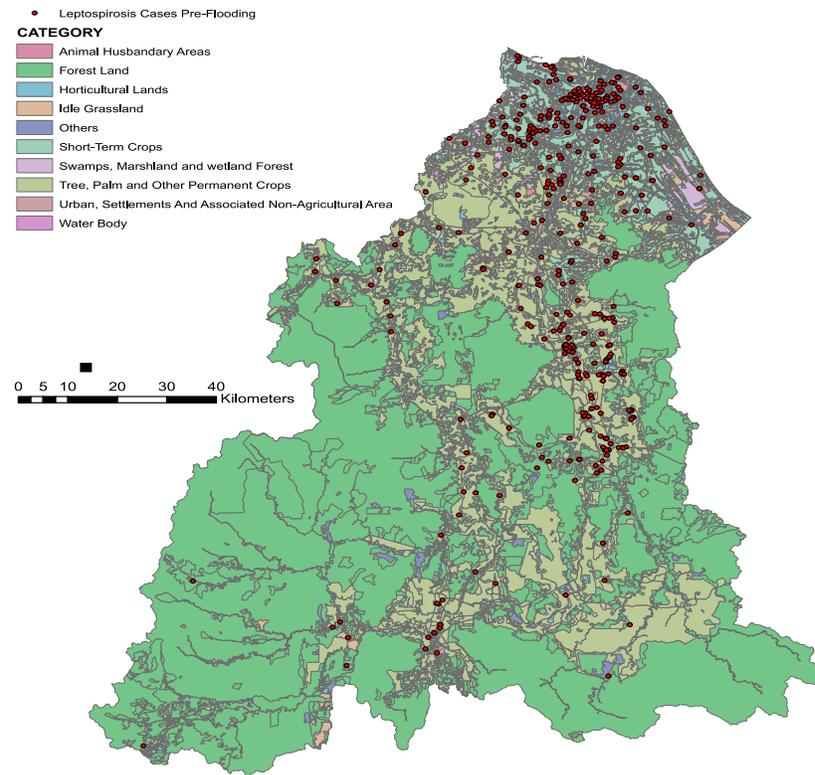 Leptospirosis Cases Pre-Flooding
CATEGORY
Animal Husbandary Areas
Forest Land
Horticultural Lands
Idle Grassland
Others
Short-Term Crops
Swamps, Marshland and wetland Forest
Tree, Palm and Other Permanent Crops
Urban, Settlements And Associated Non-Agricultural Area
Water Body
0 5 10 20 30 40
Kilometers